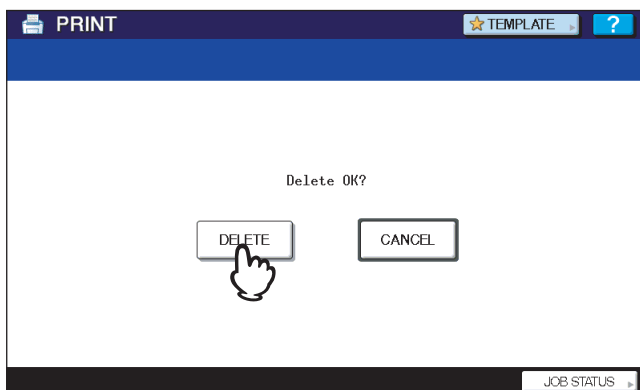 PRINT
TEMPLATE
?
Delete OK?
DELETE
CANCEL
JOB STATUS